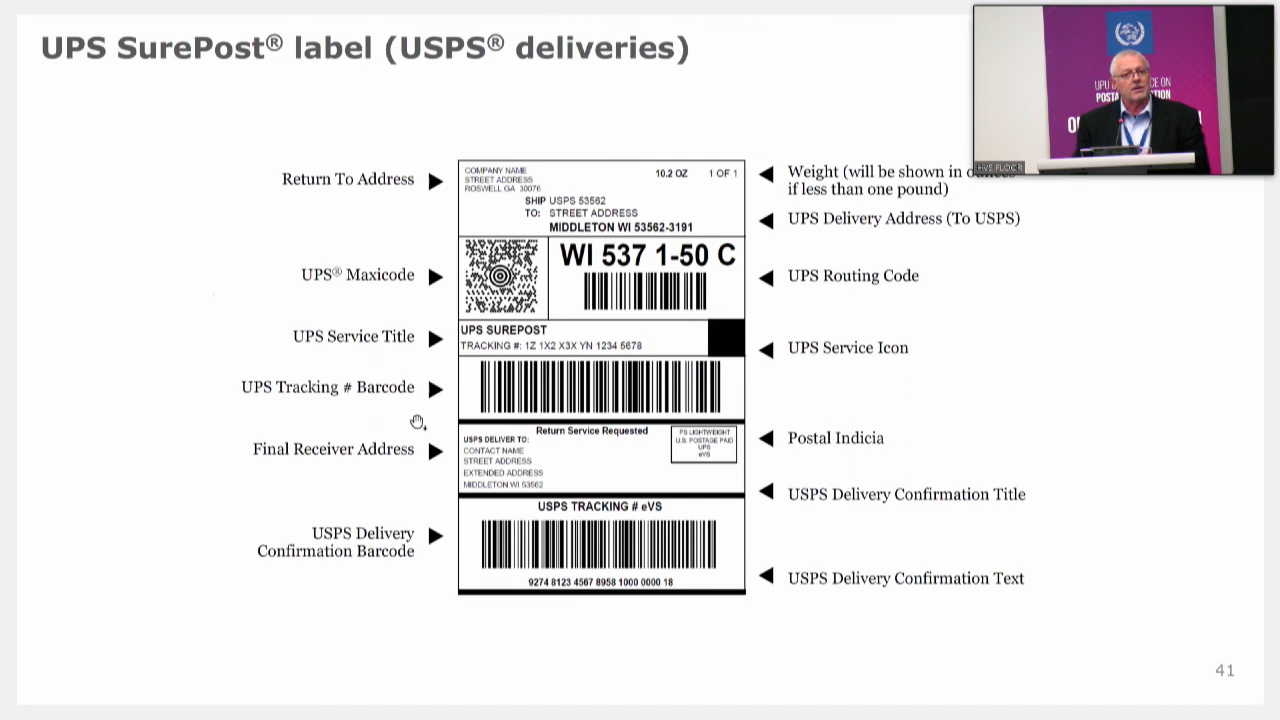 UPS SurePost® label (USPS® deliveries)
Return To Address
UPS® Maxicode
UPS Service Title
UPS Tracking # Barcode
Final Receiver Address
USPS Delivery
Confirmation Barcode
COMPANY NAME
STREET ADDRESS
ROSWELL GA 30076
10.2 OZ 1 OF 1
SHIP USPS 53562
TO: STREET ADDRESS
MIDDLETON WI 53562-3191
WI 537 1-50 C
UPS SUREPOST
TRACKING #: 1Z 1X2 X3X YN 1234 5678
Return Service Requested
USPS DELIVER TO:
CONTACT NAME
STREET ADDRESS
EXTENDED ADDRESS
MIDDLETON WI 53562
PS LIGHTWEIGHT
U.S. POSTAGE PAID
UPS
eVS
USPS TRACKING # eVS
9274 8123 4567 8958 1000 0000 18
Weight (will be shown in
if less than one pound)
UPS Delivery Address (To USPS)
UPS Routing Code
UPS Service Icon
Postal Indicia
USPS Delivery Confirmation Title
USPS Delivery Confirmation Text
UPU
ON
41